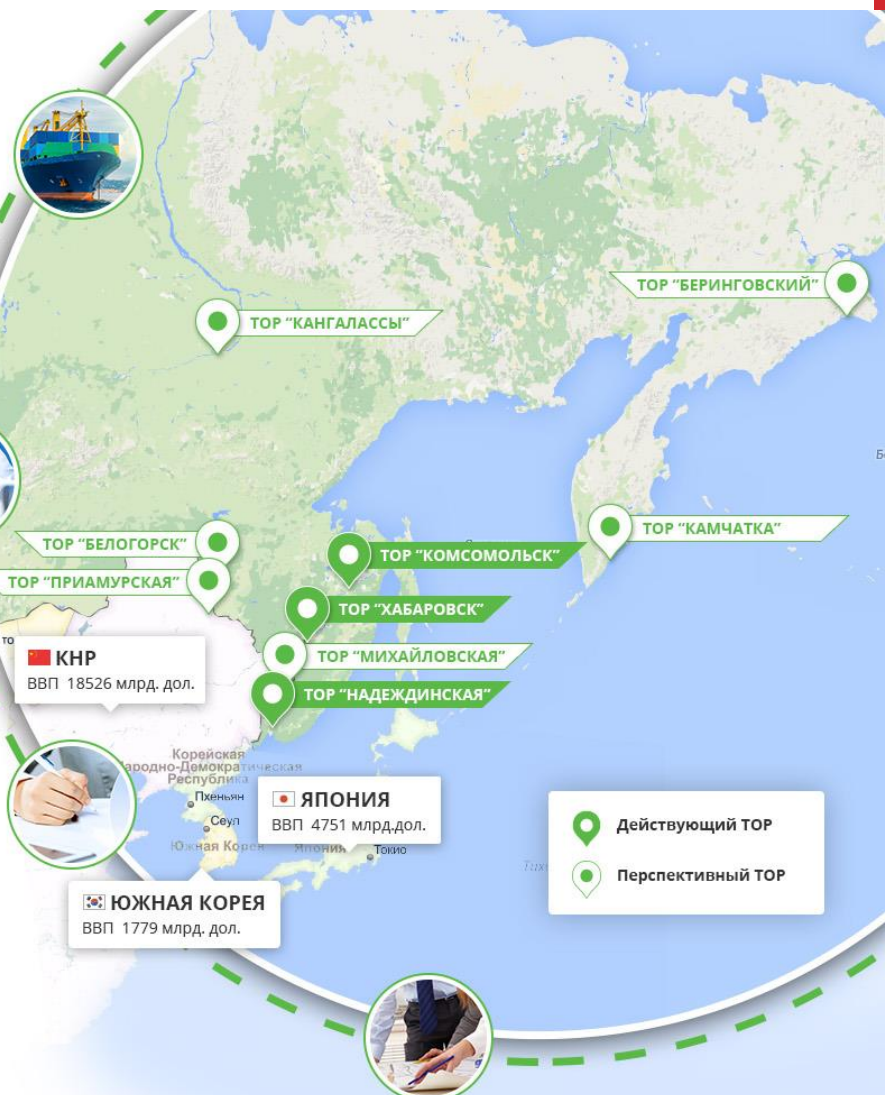 ТОР “БЕРИНГОВСКИЙ”
ТОР “КАНГАЛАССЫ”
ТОР “КАМЧАТКА”
ТОР “БЕЛОГОРСК”
ТОР “КОМСОМОЛЬСК”
ТОР “ПРИАМУРСКАЯ”
ТОР “ХАБАРОВСК”
КНР
ВВП 18526 млрд. дол.
ТОР “МИХАЙЛОВСКАЯ”
ТОР “НАДЕЖДИНСКАЯ”
Корейская
Народно-Демократическая
Республика
Пхеньян
Сеул
Южная Корея
ЯПОНИЯ
ВВП 4751 млрд.дол.
Япония
Токио
ЮЖНАЯ КОРЕЯ
ВВП 1779 млрд. дол.
Действующий ТОР
Перспективный ТОР